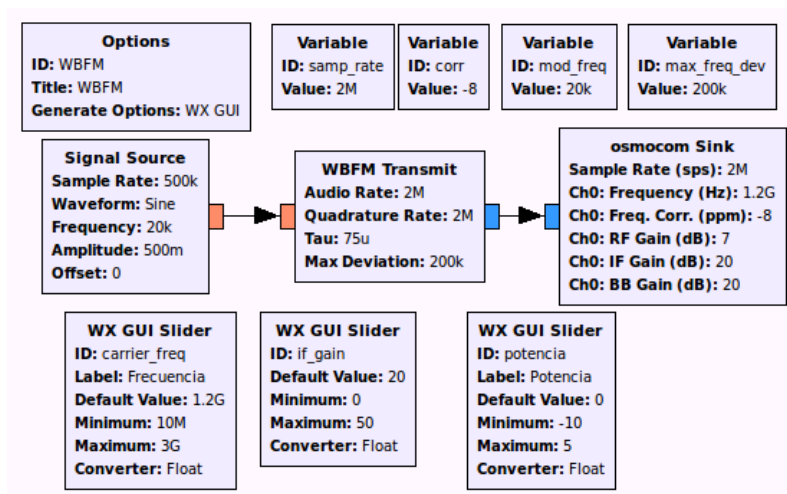 Options
ID: WBFM
Title: WBFM
Generate Options: WX GUI
Variable
ID: samp_rate
Value: 2M
Variable
ID: corr
Value: -8
Variable
ID: mod_freq
Value: 20k
Variable
ID: max_freq_dev
Value: 200k
Signal Source
Sample Rate: 500k
Waveform: Sine
Frequency: 20k
Amplitude: 500m
Offset: 0
WBFM Transmit
Audio Rate: 2M
Quadrature Rate: 2M
Tau: 75u
Max Deviation: 200k
osmocom Sink
Sample Rate (sps): 2M
Ch0: Frequency (Hz): 1.2G
Ch0: Freq. Corr. (ppm): -8
Ch0: RF Gain (dB): 7
Ch0: IF Gain (dB): 20
Ch0: BB Gain (dB): 20
WX GUI Slider
ID: carrier_freq
Label: Frecuencia
Default Value: 1.2G
Minimum: 10M
Maximum: 3G
Converter: Float
WX GUI Slider
ID: if_gain
Default Value: 20
Minimum: 0
Maximum: 50
Converter: Float
WX GUI Slider
ID: potencia
Label: Potencia
Default Value: 0
Minimum: -10
Maximum: 5
Converter: Float